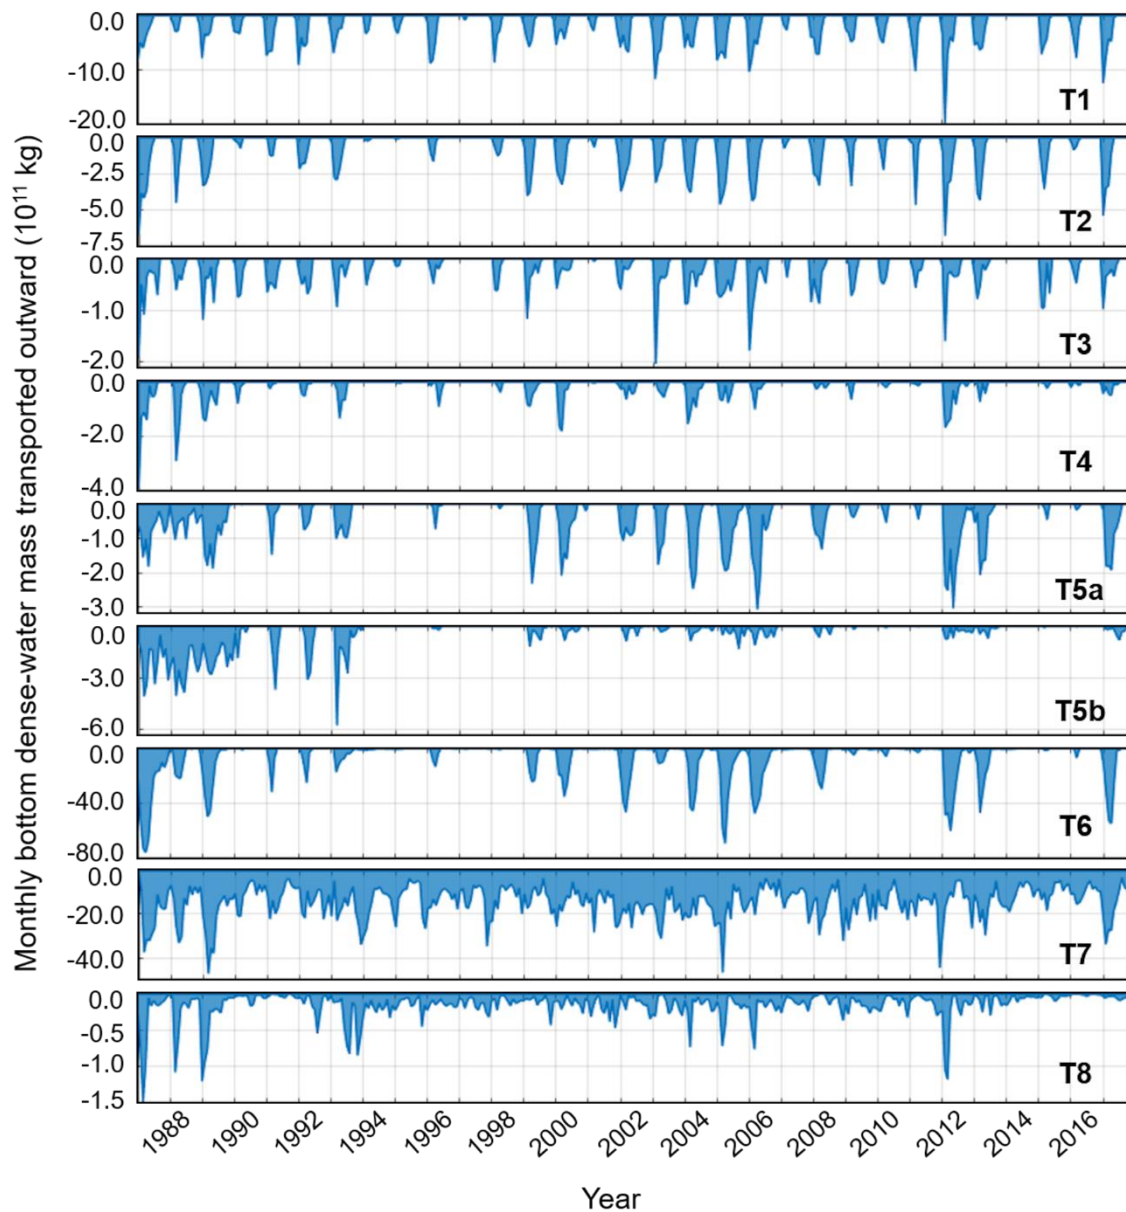 Monthly bottom dense-water mass transported outward (10¹¹ kg)
0.0
-10.0
-20.0
T1
0.0
-2.5
-5.0
-7.5
T2
0.0
-1.0
-2.0
T3
0.0
-2.0
-4.0
T4
0.0
-1.0
-2.0
-3.0
T5a
0.0
-3.0
-6.0
T5b
0.0
-40.0
-80.0
T6
0.0
-20.0
-40.0
T7
0.0
-0.5
-1.0
-1.5
T8
1988 1990 1992 1994 1996 1998 2000 2002 2004 2006 2008 2010 2012 2014 2016
Year